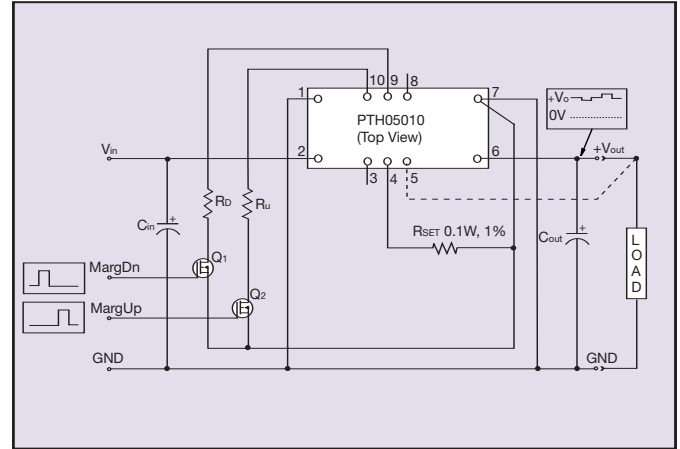 10 9 8
1
7
PTH05010
(Top View)
+Vo
0V
Vin
2
6
+Vout
3 4 5
RD
Ru
Cin
+
RSET 0.1W, 1%
Cout
+
LOAD
MargDn
Q1
MargUp
Q2
GND
GND